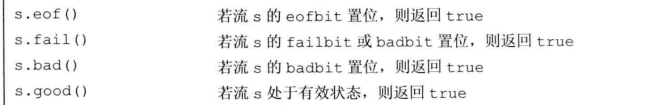 s.eof() 若流 s 的 eofbit 置位，则返回 true
s.fail() 若流 s 的 failbit 或 badbit 置位，则返回 true
s.bad() 若流 s 的 badbit 置位，则返回 true
s.good() 若流 s 处于有效状态，则返回 true